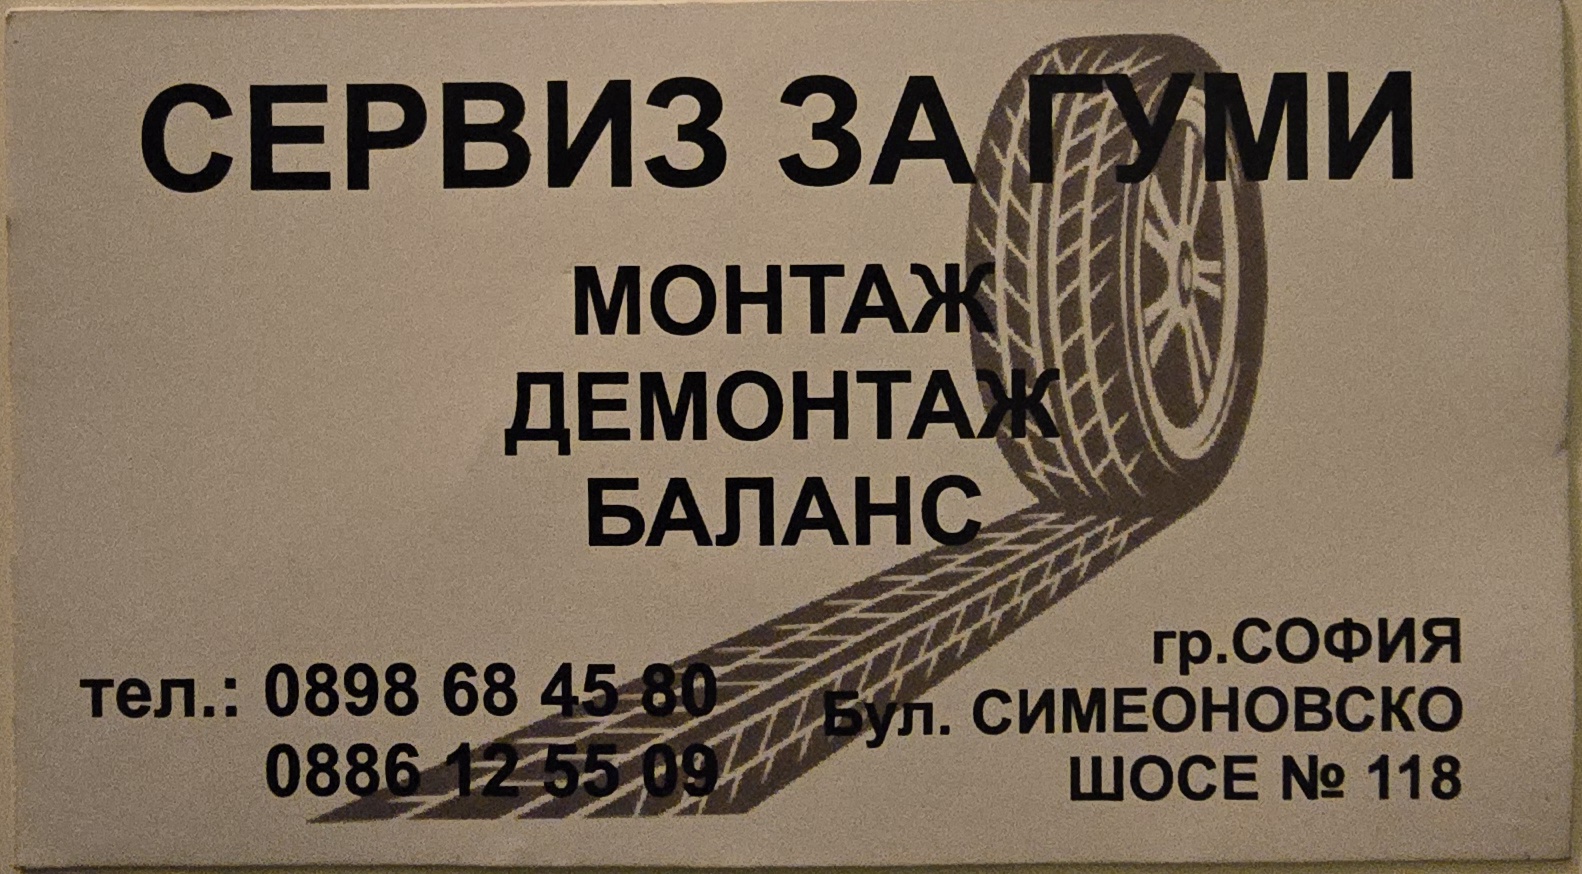 СЕРВИЗ ЗА ГУМИ
МОНТАЖ
ДЕМОНТАЖ
БАЛАНС
тел.: 0898 68 45 80
0886 12 55 09
гр.СОФИЯ
Бул. СИМЕОНОВСКО
ШОСЕ № 118